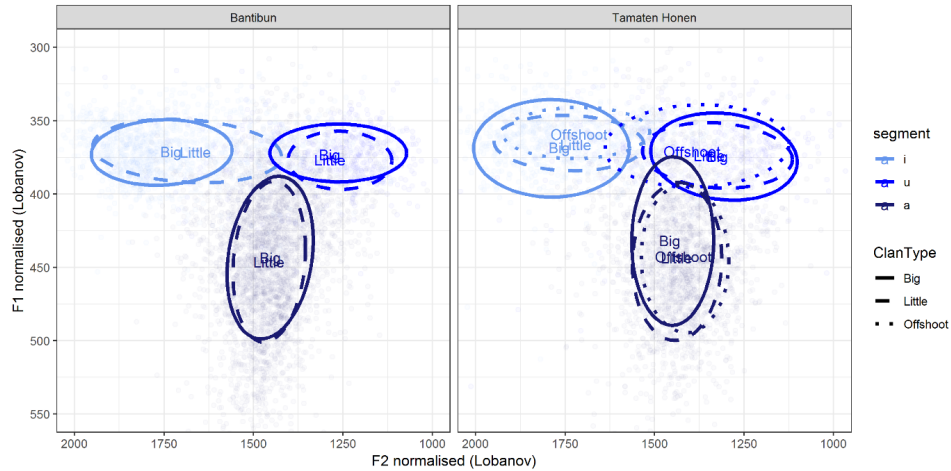 Bantibun
Tamaten Honen
F1 normalised (Lobanov)
300
350
400
450
500
550
Big
Little
Big
Little
Big
Little
Offshoot
Big
Little
Offshoot
Little
Big
Big
Offshoot
Little
2000
1750
1500
1250
1000
2000
1750
1500
1250
1000
F2 normalised (Lobanov)
segment
a i
a u
a a
ClanType
Big
Little
Offshoot